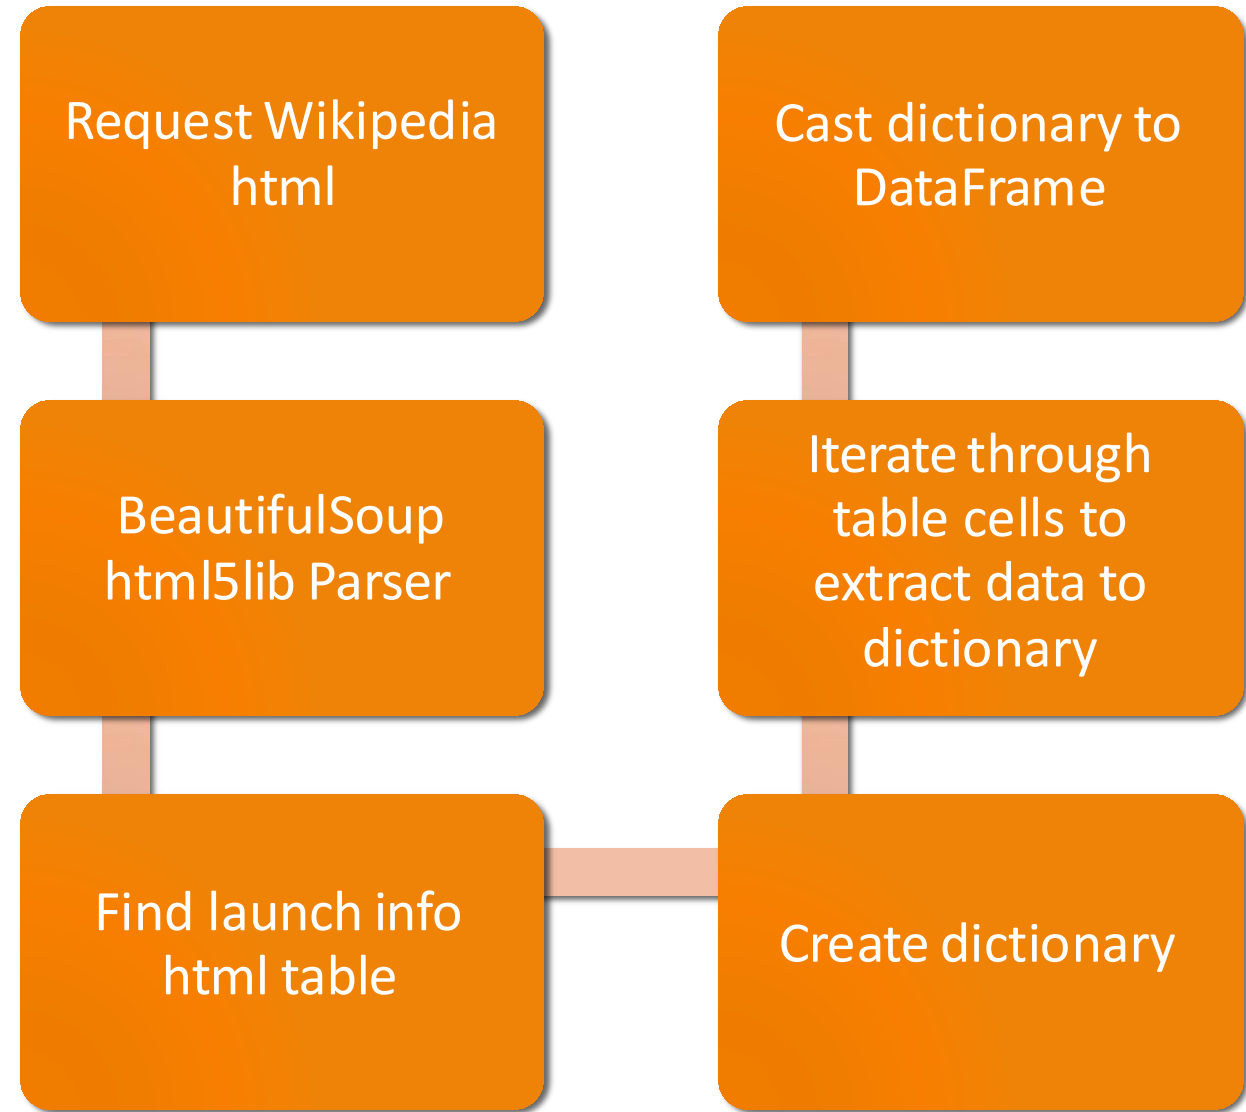 Request Wikipedia
html
BeautifulSoup
html5lib Parser
Find launch info
html table
Create dictionary
Iterate through
table cells to
extract data to
dictionary
Cast dictionary to
DataFrame